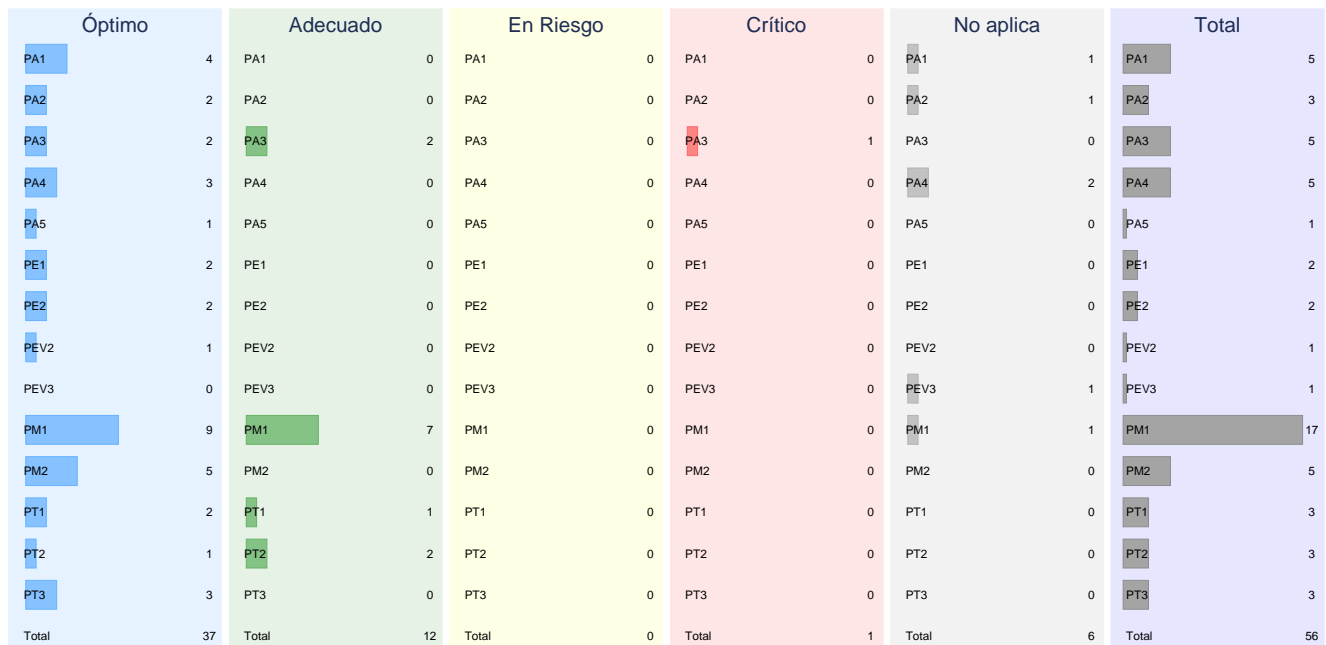 Óptimo Adecuado En Riesgo Crítico No aplica Total
PA1 4 PA1 0 PA1 0 PA1 0 PA1 1 PA1 5
PA2 2 PA2 0 PA2 0 PA2 0 PA2 1 PA2 3
PA3 2 PA3 2 PA3 0 PA3 1 PA3 0 PA3 5
PA4 3 PA4 0 PA4 0 PA4 0 PA4 2 PA4 5
PA5 1 PA5 0 PA5 0 PA5 0 PA5 0 PA5 1
PE1 2 PE1 0 PE1 0 PE1 0 PE1 0 PE1 2
PE2 2 PE2 0 PE2 0 PE2 0 PE2 0 PE2 2
PEV2 1 PEV2 0 PEV2 0 PEV2 0 PEV2 0 PEV2 1
PEV3 0 PEV3 0 PEV3 0 PEV3 0 PEV3 1 PEV3 1
PM1 9 PM1 7 PM1 0 PM1 0 PM1 1 PM1 17
PM2 5 PM2 0 PM2 0 PM2 0 PM2 0 PM2 5
PT1 2 PT1 1 PT1 0 PT1 0 PT1 0 PT1 3
PT2 1 PT2 2 PT2 0 PT2 0 PT2 0 PT2 3
PT3 3 PT3 0 PT3 0 PT3 0 PT3 0 PT3 3
Total 37 Total 12 Total 0 Total 1 Total 6 Total 56